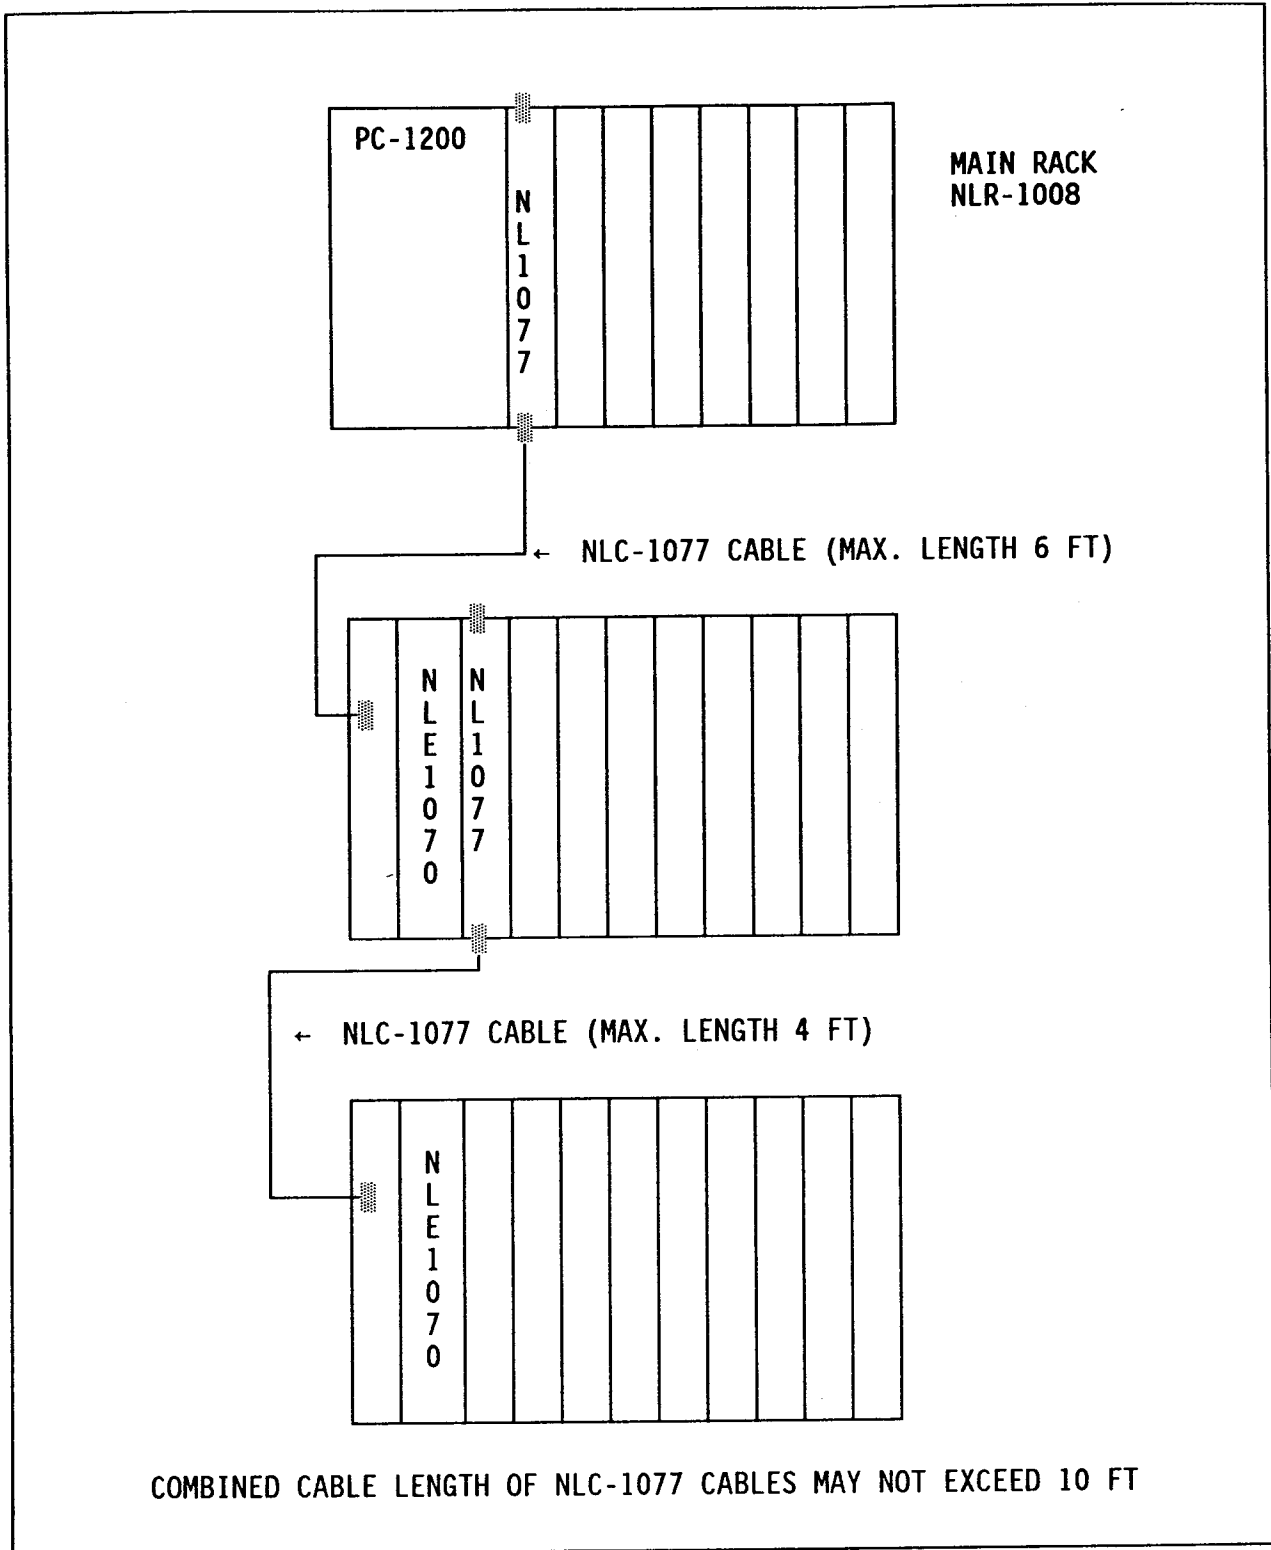 PC-1200
NL1077
MAIN RACK
NLR-1008
← NLC-1077 CABLE (MAX. LENGTH 6 FT)
NLE1070
NL1077
← NLC-1077 CABLE (MAX. LENGTH 4 FT)
NLE1070
COMBINED CABLE LENGTH OF NLC-1077 CABLES MAY NOT EXCEED 10 FT